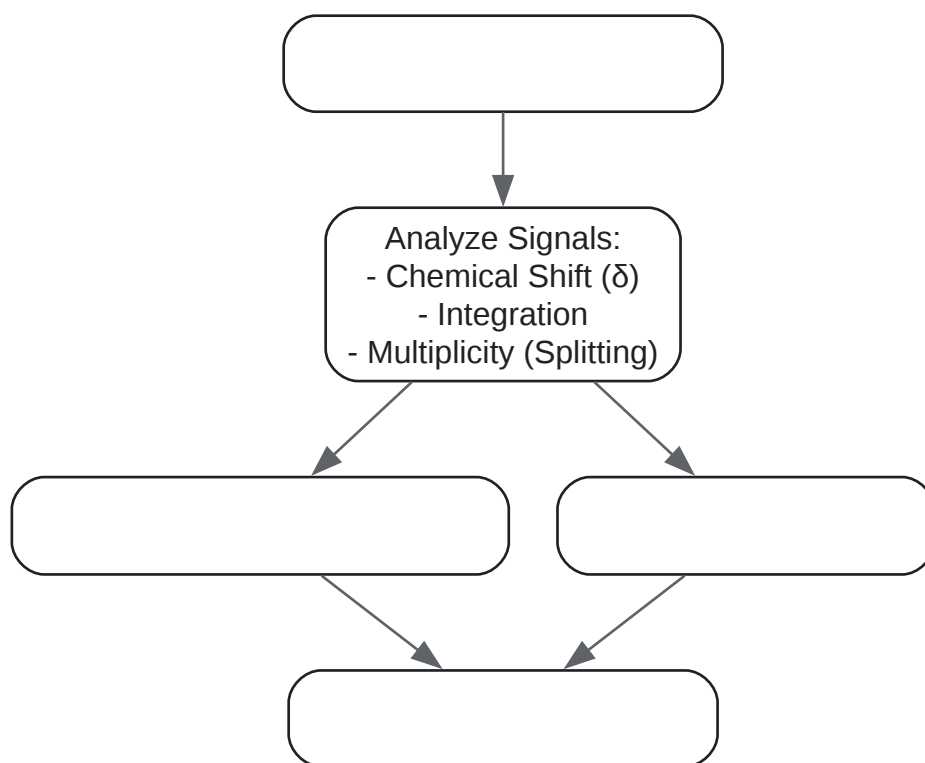 Analyze Signals:
- Chemical Shift (δ)
- Integration
- Multiplicity (Splitting)